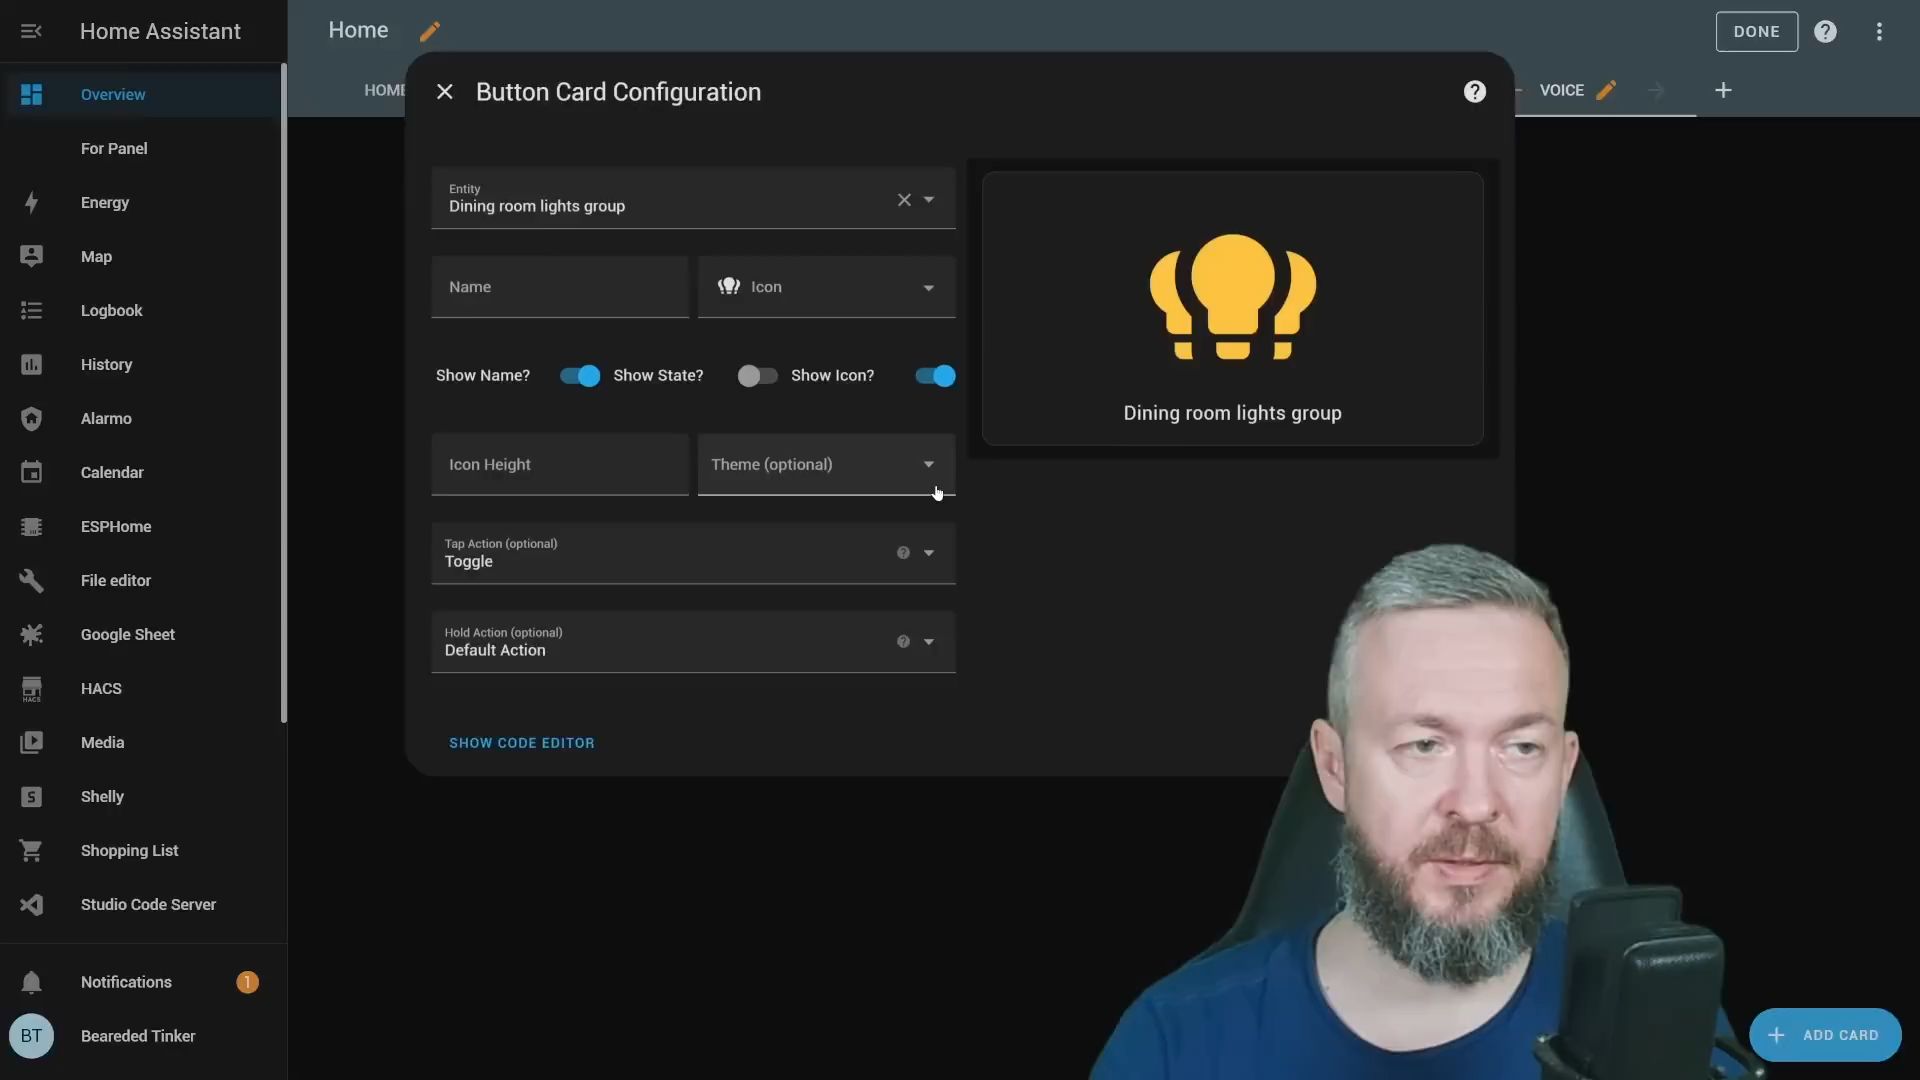 Home Assistant
Home
DONE
Overview
HOME
Button Card Configuration
VOICE
For Panel
Energy
Map
Logbook
History
Alarmo
Calendar
ESPHome
File editor
Google Sheet
HACS
HACS
Media
Shelly
S
Shopping List
Studio Code Server
Notifications
1
BT
Bearded Tinker
Entity
Dining room lights group
Name
Icon
Show Name?
Show State?
Show Icon?
Icon Height
Theme (optional)
Tap Action (optional)
Toggle
Hold Action (optional)
Default Action
SHOW CODE EDITOR
Dining room lights group
ADD CARD